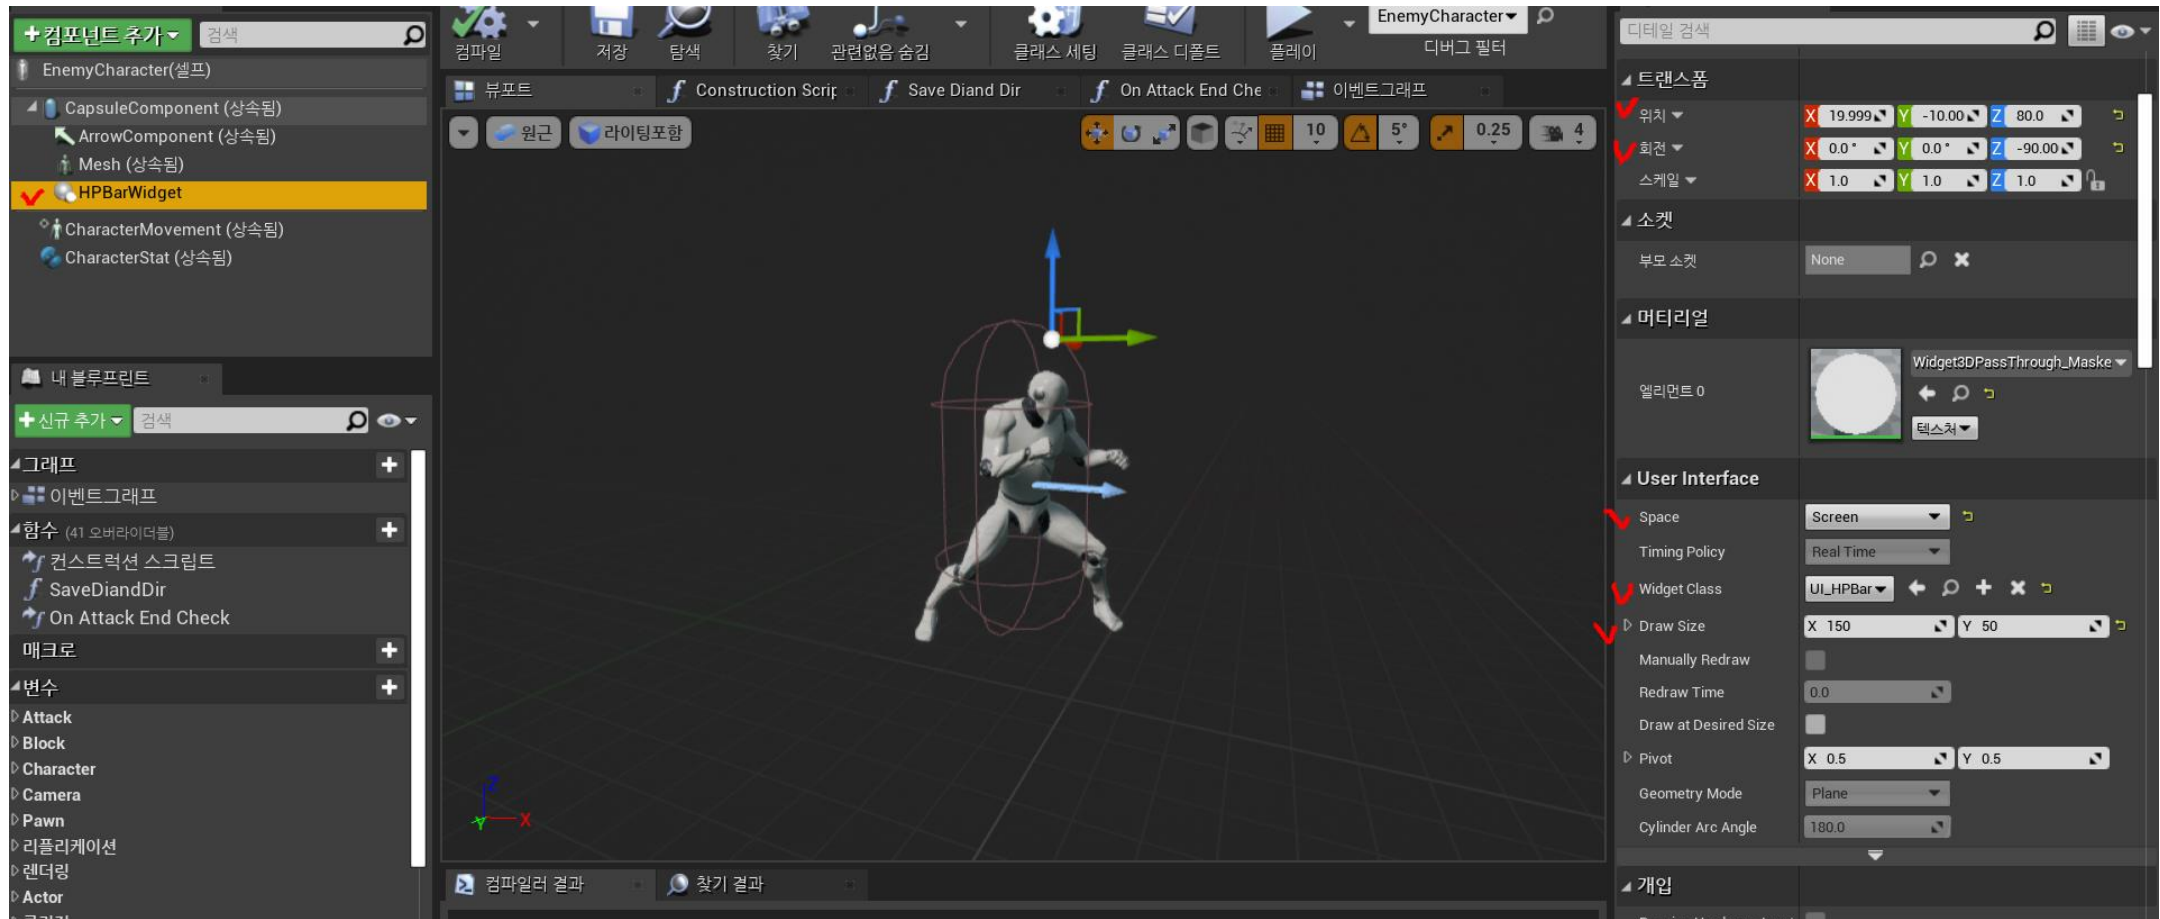 컴포넌트 추가
검색
EnemyCharacter(셀프)
CapsuleComponent (상속됨)
ArrowComponent (상속됨)
Mesh (상속됨)
HPBarWidget
CharacterMovement (상속됨)
CharacterStat (상속됨)
내 블루프린트
신규 추가
검색
그래프
이벤트그래프
함수 (41 오버라이더블)
컨스트럭션 스크립트
SaveDiandDir
On Attack End Check
매크로
변수
Attack
Block
Character
Camera
Pawn
리플리케이션
렌더링
Actor
컴파일
저장
탐색
찾기
관련없음 숨김
클래스 세팅
클래스 디폴트
플레이
EnemyCharacter
디버그 필터
뷰포트
Construction Scrip
Save Diand Dir
On Attack End Che
이벤트그래프
원근
라이팅포함
10
5°
0.25
4
Z
Y
X
컴파일러 결과
찾기 결과
디테일 검색
트랜스폼
위치 X 19.999 Y -10.00 Z 80.0
회전 X 0.0° Y 0.0° Z -90.00
스케일 X 1.0 Y 1.0 Z 1.0
소켓
부모 소켓 None
머티리얼
엘리먼트 0
Widget3DPassThrough_Maske
텍스처
User Interface
Space Screen
Timing Policy Real Time
Widget Class UI_HPBar
Draw Size X 150 Y 50
Manually Redraw
Redraw Time 0.0
Draw at Desired Size
Pivot X 0.5 Y 0.5
Geometry Mode Plane
Cylinder Arc Angle 180.0
개입